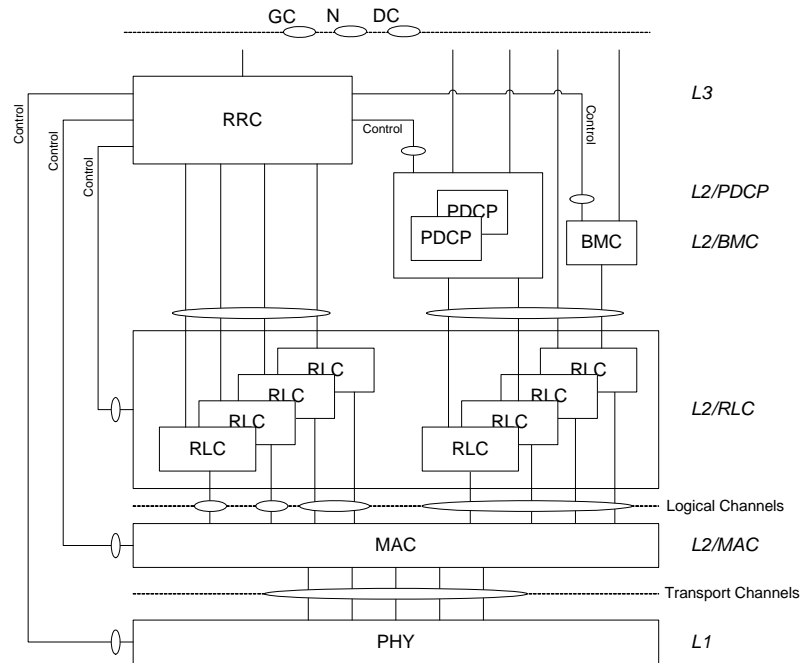 GC N DC
L3
RRC
Control
Control
Control
Control
Control
L2/PDCP
PDCP
PDCP
BMC
L2/BMC
RLC
RLC
RLC
RLC
RLC
RLC
RLC
RLC
L2/RLC
Logical Channels
MAC
L2/MAC
Transport Channels
PHY
L1